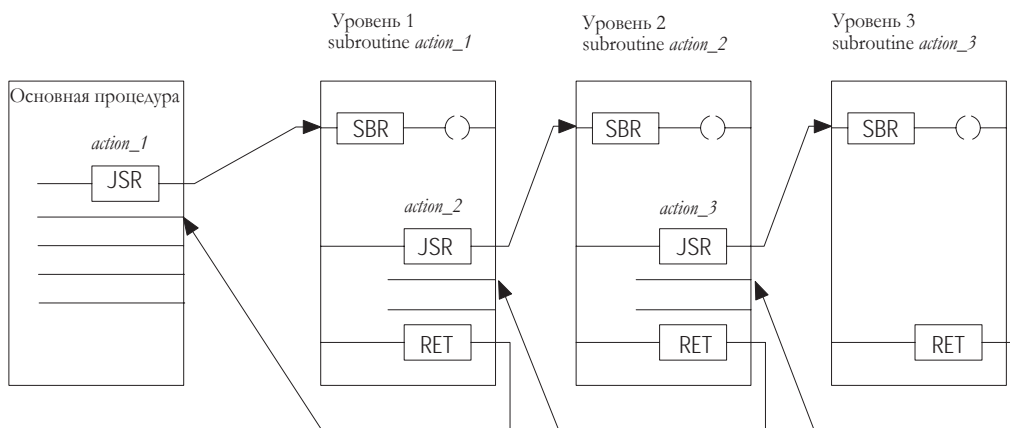 Уровень 1
subroutine action_1
Уровень 2
subroutine action_2
Уровень 3
subroutine action_3
Основная процедура
action_1
JSR
SBR
action_2
JSR
RET
SBR
action_3
JSR
RET
SBR
RET